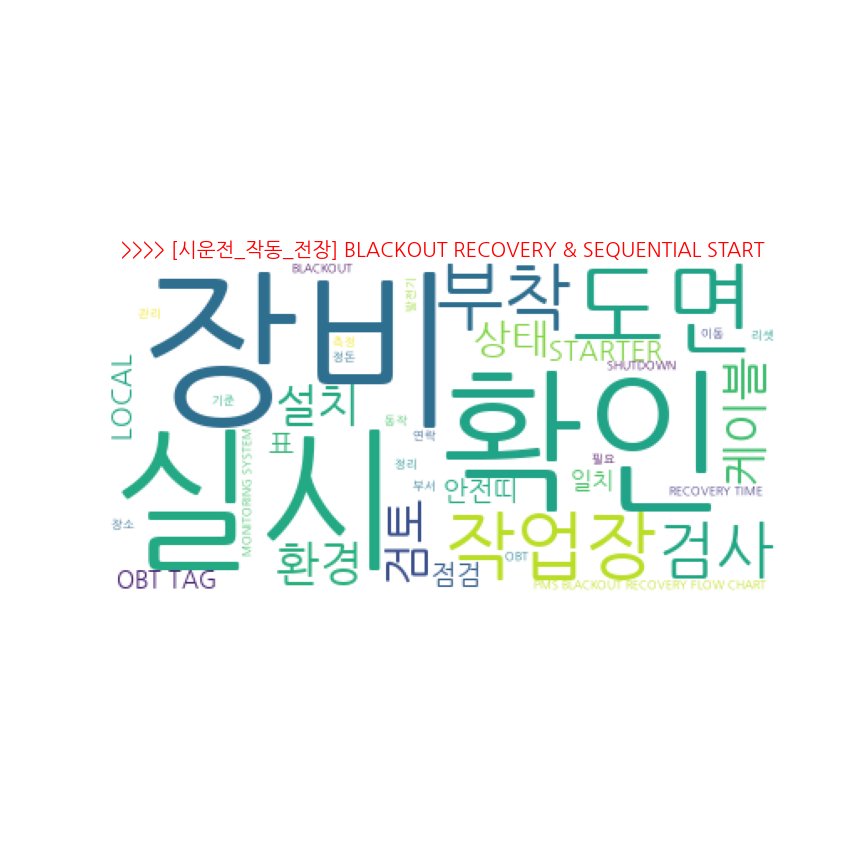 >>>> [시운전_작동_전장] BLACKOUT RECOVERY & SEQUENTIAL START
BLACKOUT
장비
발전기
부착
도면
관리
측정
정돈
상태
STARTER
이동
리셋
SHUTDOWN
LOCAL
기준
설치
동작
확인
케이블
표
연락
실시
MONITORING SYSTEM
정리
부서
안전띠
필요
일치
RECOVERY TIME
장소
환경
검토
점검
작업장
OBT
검사
OBT TAG
PMS BLACKOUT RECOVERY FLOW CHART